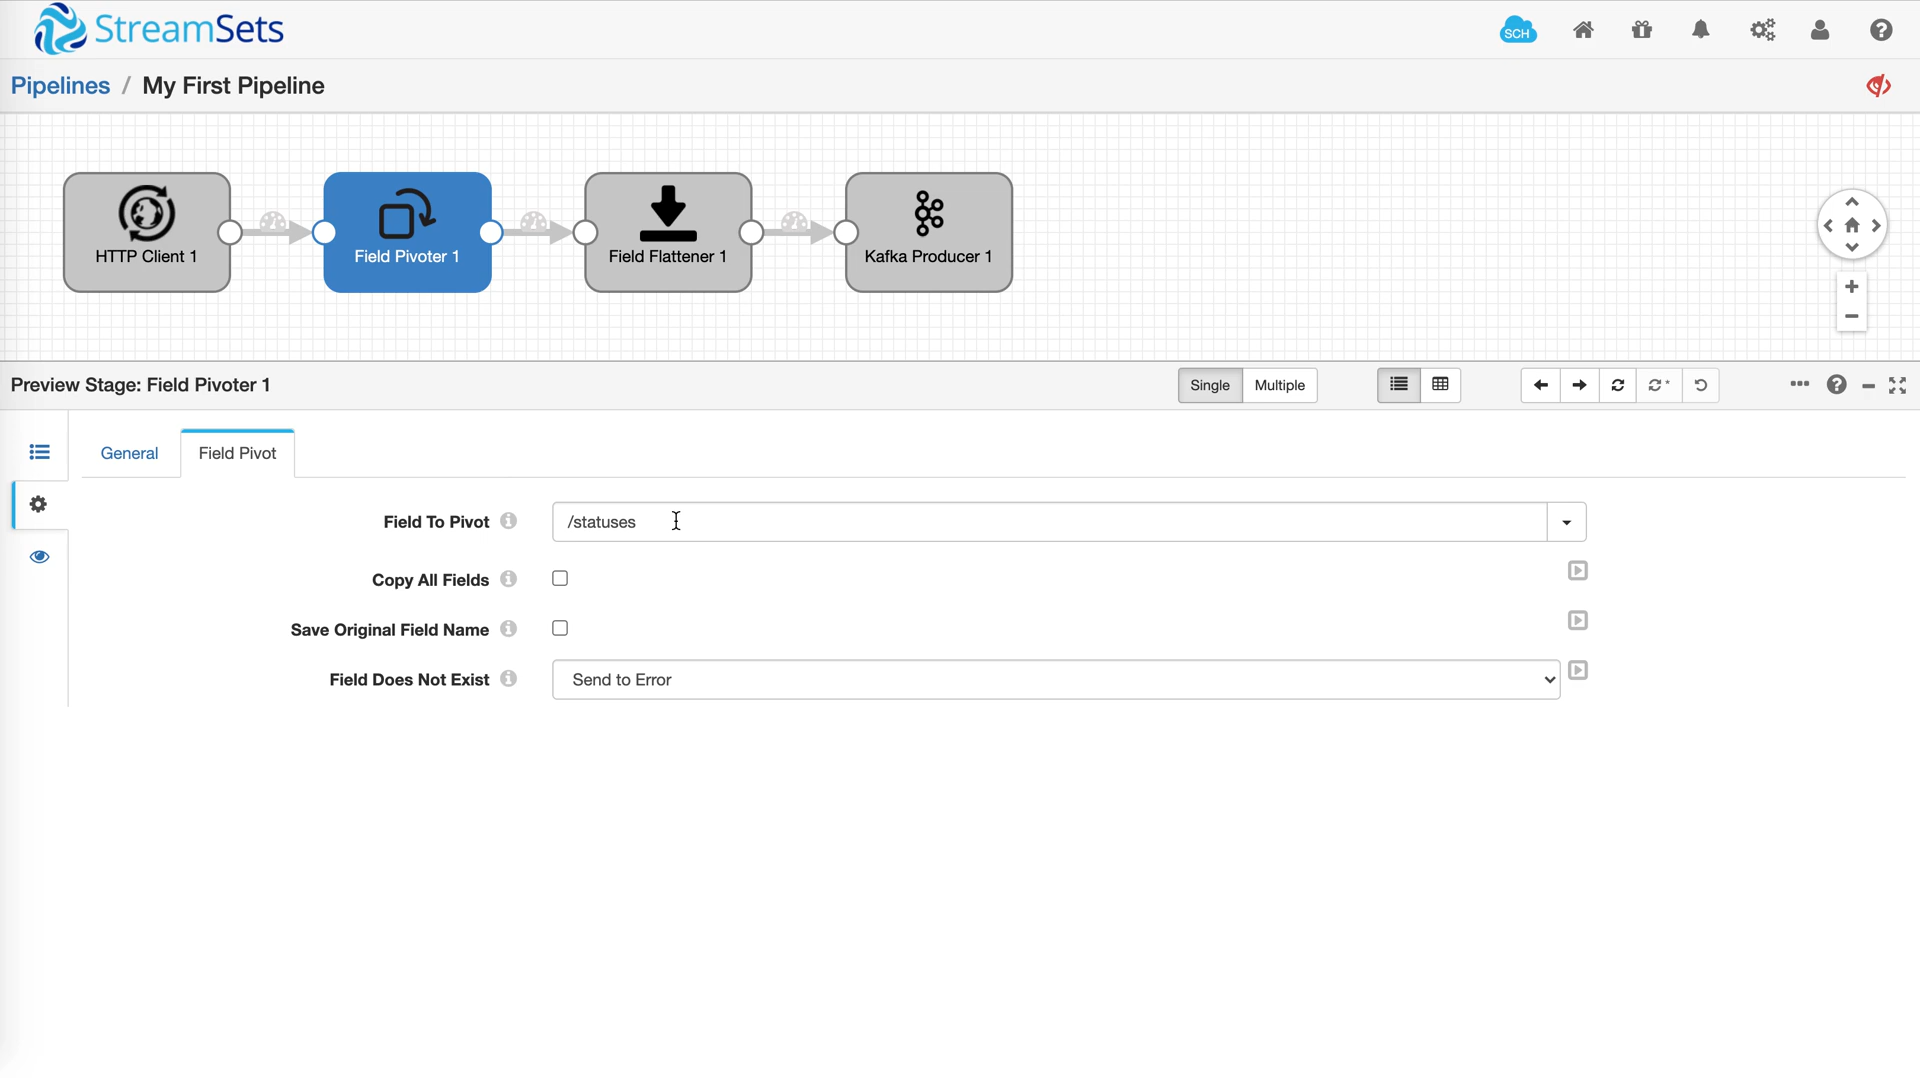 StreamSets
SCH
Pipelines / My First Pipeline
HTTP Client 1
Field Pivoter 1
Field Flattener 1
Kafka Producer 1
Preview Stage: Field Pivoter 1
Single
Multiple
General
Field Pivot
Field To Pivot
/statuses
Copy All Fields
Save Original Field Name
Field Does Not Exist
Send to Error